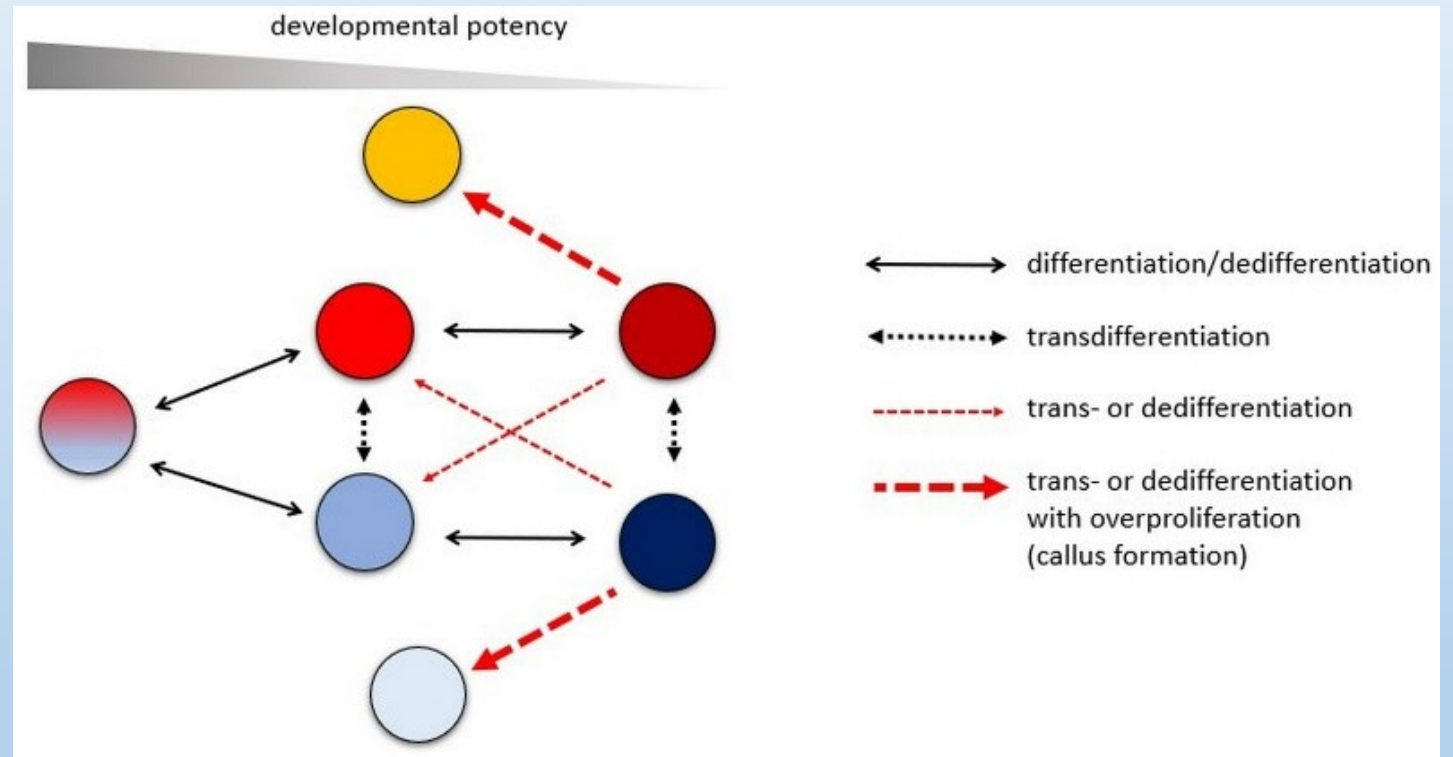 developmental potency
differentiation/dedifferentiation
transdifferentiation
trans- or dedifferentiation
trans- or dedifferentiation
with overproliferation
(callus formation)